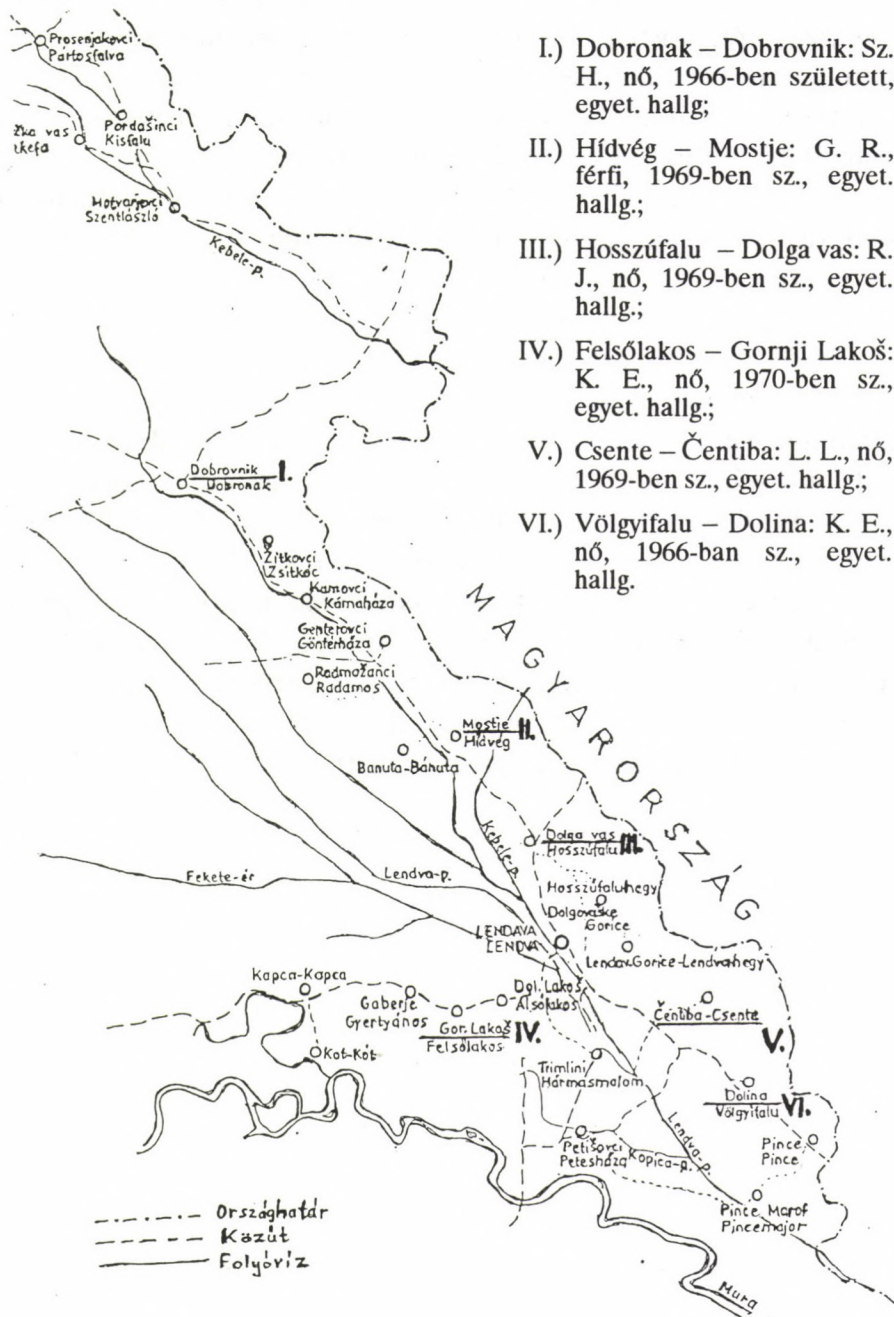 I.) Dobronak – Dobrovnik: Sz.
H., nő, 1966-ben született,
egyet. hallg;
II.) Hídvég – Mostje: G. R.,
férfi, 1969-ben sz., egyet.
hallg.;
III.) Hosszúfalu – Dolga vas: R.
J., nő, 1969-ben sz., egyet.
hallg.;
IV.) Felsőlakos – Gornji Lakoš:
K. E., nő, 1970-ben sz.,
egyet. hallg.;
V.) Csente – Čentiba: L. L., nő,
1969-ben sz., egyet. hallg.;
VI.) Völgyifalu – Dolina: K. E.,
nő, 1966-ban sz., egyet.
hallg.
Prosenjakovci
Pártosfalva
Pordašinci
Kisfalu
žka vas
tkefa
Motvarjevci
Szentlászló
Kebele-p.
Dobrovnik I.
Dobronak
Žitkovci
Zsitkóc
Kamovci
Kámaháza
Genterovci
Göntérháza
Radmožanci
Radamos
MAGYARORSZÁG
Mostje II.
Hídvég
Banuta-Bánuta
Kebele-p.
Dolga vas III.
Hosszúfalu
Fekete-ér
Lendva-p.
Hosszúfaluhegy
Dolgovaške
Gorice
LENDAVA
LENDVA
Lendav.Gorice-Lendvahegy
Kapca-Kapca
Gaberje
Gyertyános
Dol. Lakoš
Alsólakos
Gor. Lakoš IV.
Felsőlakos
Čentiba-Csente V.
Kot-Kót
Trimlini
Hármasmalom
Dolina VI.
Völgyifalu
Petišovci
Petesháza
Kopica-p.
Lendva-p.
Pince
Pince
Pince Marof
Pincemajor
Országhatár
Közút
Folyóvíz
Mura